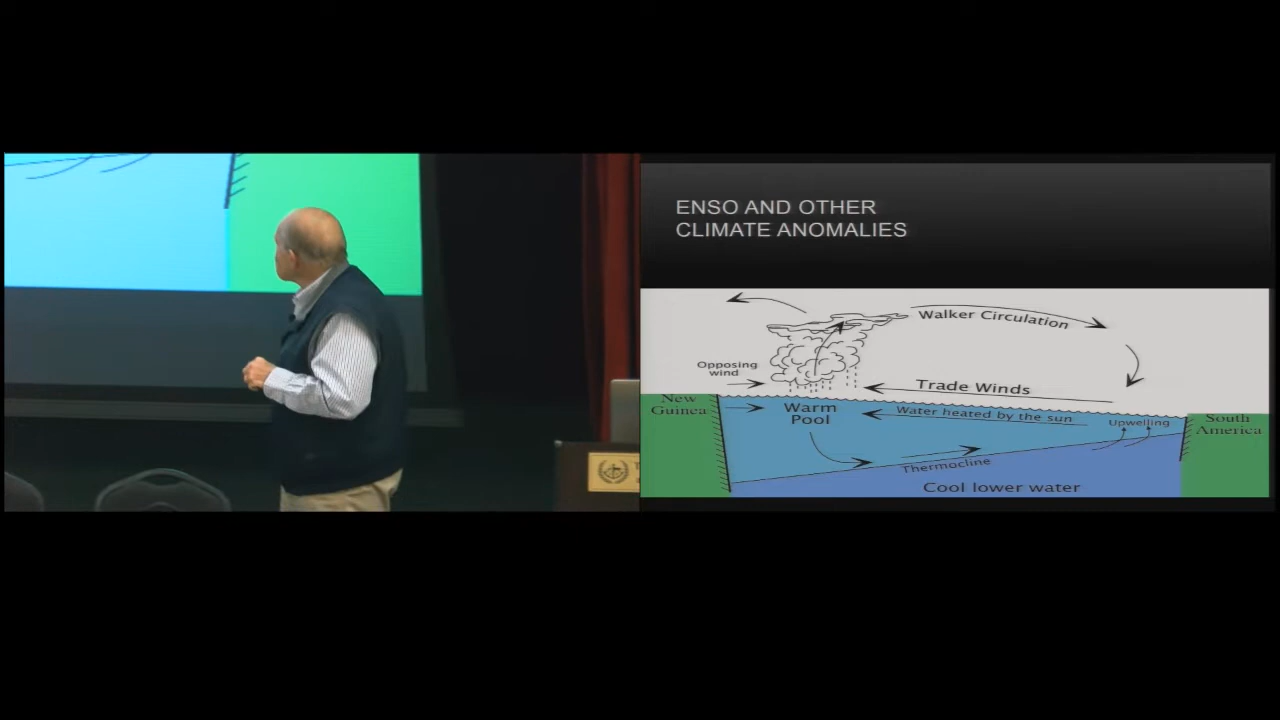 ENSO AND OTHER
CLIMATE ANOMALIES
Walker Circulation
Opposing
wind
Trade Winds
New
Guinea
Warm
Pool
Water heated by the sun
Upwelling
South
America
Thermocline
Cool lower water